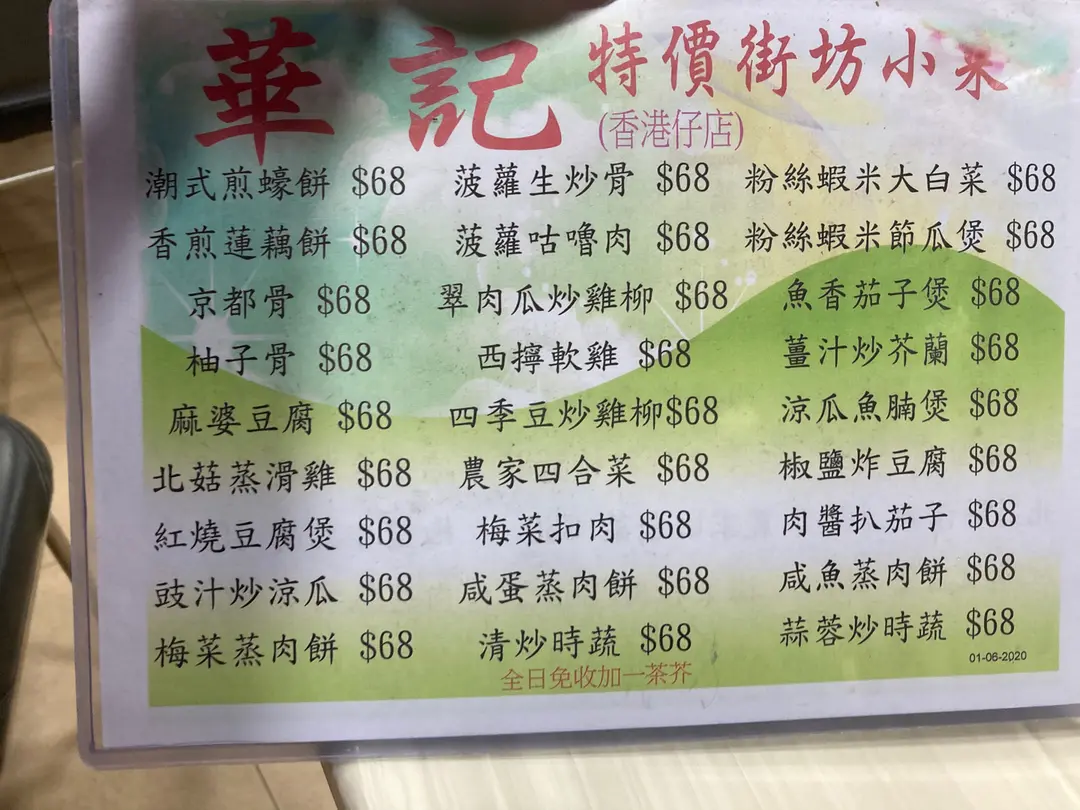 華記 特價街坊小菜
(香港仔店)
潮式煎蠔餅 $68 菠蘿生炒骨 $68 粉絲蝦米大白菜 $68
香煎蓮藕餅 $68 菠蘿咕嚕肉 $68 粉絲蝦米節瓜煲 $68
京都骨 $68 翠肉瓜炒雞柳 $68 魚香茄子煲 $68
柚子骨 $68 西擰軟雞 $68 薑汁炒芥蘭 $68
麻婆豆腐 $68 四季豆炒雞柳$68 涼瓜魚腩煲 $68
北菇蒸滑雞 $68 農家四合菜 $68 椒鹽炸豆腐 $68
紅燒豆腐煲 $68 梅菜扣肉 $68 肉醬扒茄子 $68
豉汁炒涼瓜 $68 咸蛋蒸肉餅 $68 咸魚蒸肉餅 $68
梅菜蒸肉餅 $68 清炒時蔬 $68 蒜蓉炒時蔬 $68
全日免收加一茶芥
01-06-2020